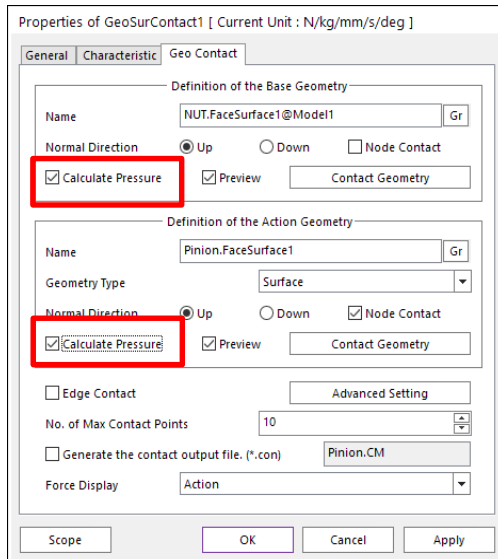 Properties of GeoSurContact1 [ Current Unit : N/kg/mm/s/deg ]
General Characteristic Geo Contact
Definition of the Base Geometry
Name NUT.FaceSurface1@Model1 Gr
Normal Direction Up Down Node Contact
Calculate Pressure Preview Contact Geometry
Definition of the Action Geometry
Name Pinion.FaceSurface1 Gr
Geometry Type Surface
Normal Direction Up Down Node Contact
Calculate Pressure Preview Contact Geometry
Edge Contact Advanced Setting
No. of Max Contact Points 10
Generate the contact output file. (*.con) Pinion.CM
Force Display Action
Scope OK Cancel Apply